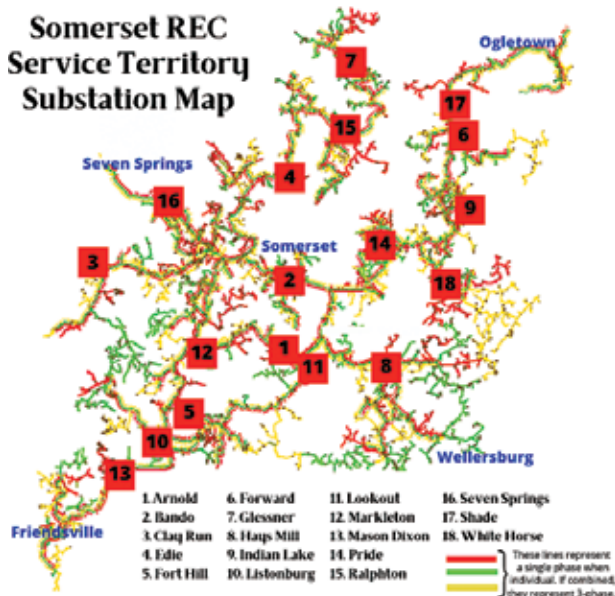 Somerset REC
Service Territory
Substation Map
Ogletown
7
17
15
6
Seven Springs
4
16
9
14
Somerset
3
2
18
12
1
11
8
5
10
Wellersburg
13
Friendsville
1. Arnold 6. Forward 11. Lookout 16. Seven Springs
2. Bando 7. Glessner 12. Markleton 17. Shade
3. Clay Run 8. Hays Mill 13. Mason Dixon 18. White Horse
4. Edie 9. Indian Lake 14. Pride
5. Fort Hill 10. Listonburg 15. Ralphton
These lines represent
a single phase when
individual. If combined,
they represent 3-phase.